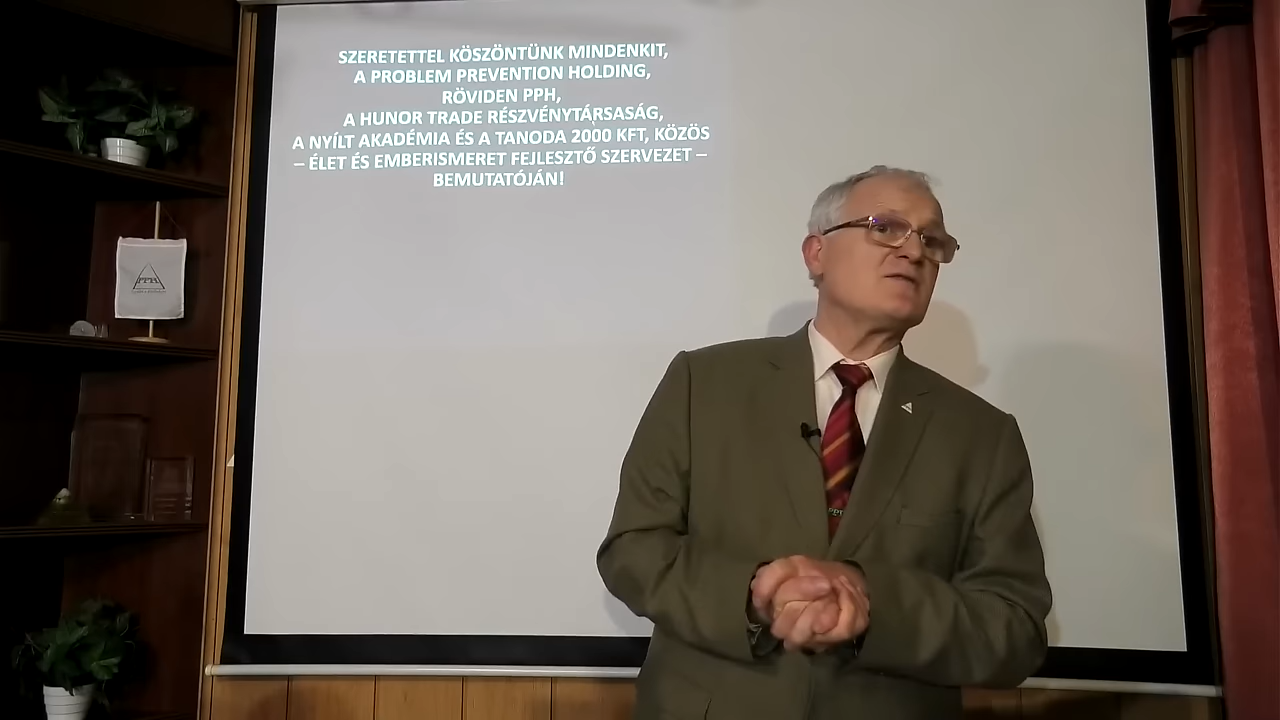 SZERETETTEL KÖSZÖNTÜNK MINDENKIT,
A PROBLEM PREVENTION HOLDING,
RÖVIDEN PPH,
A HUNOR TRADE RÉSZVÉNYTÁRSASÁG,
A NYÍLT AKADÉMIA ÉS A TANODA 2000 KFT, KÖZÖS
– ÉLET ÉS EMBERISMERET FEJLESZTŐ SZERVEZET –
BEMUTATÓJÁN!